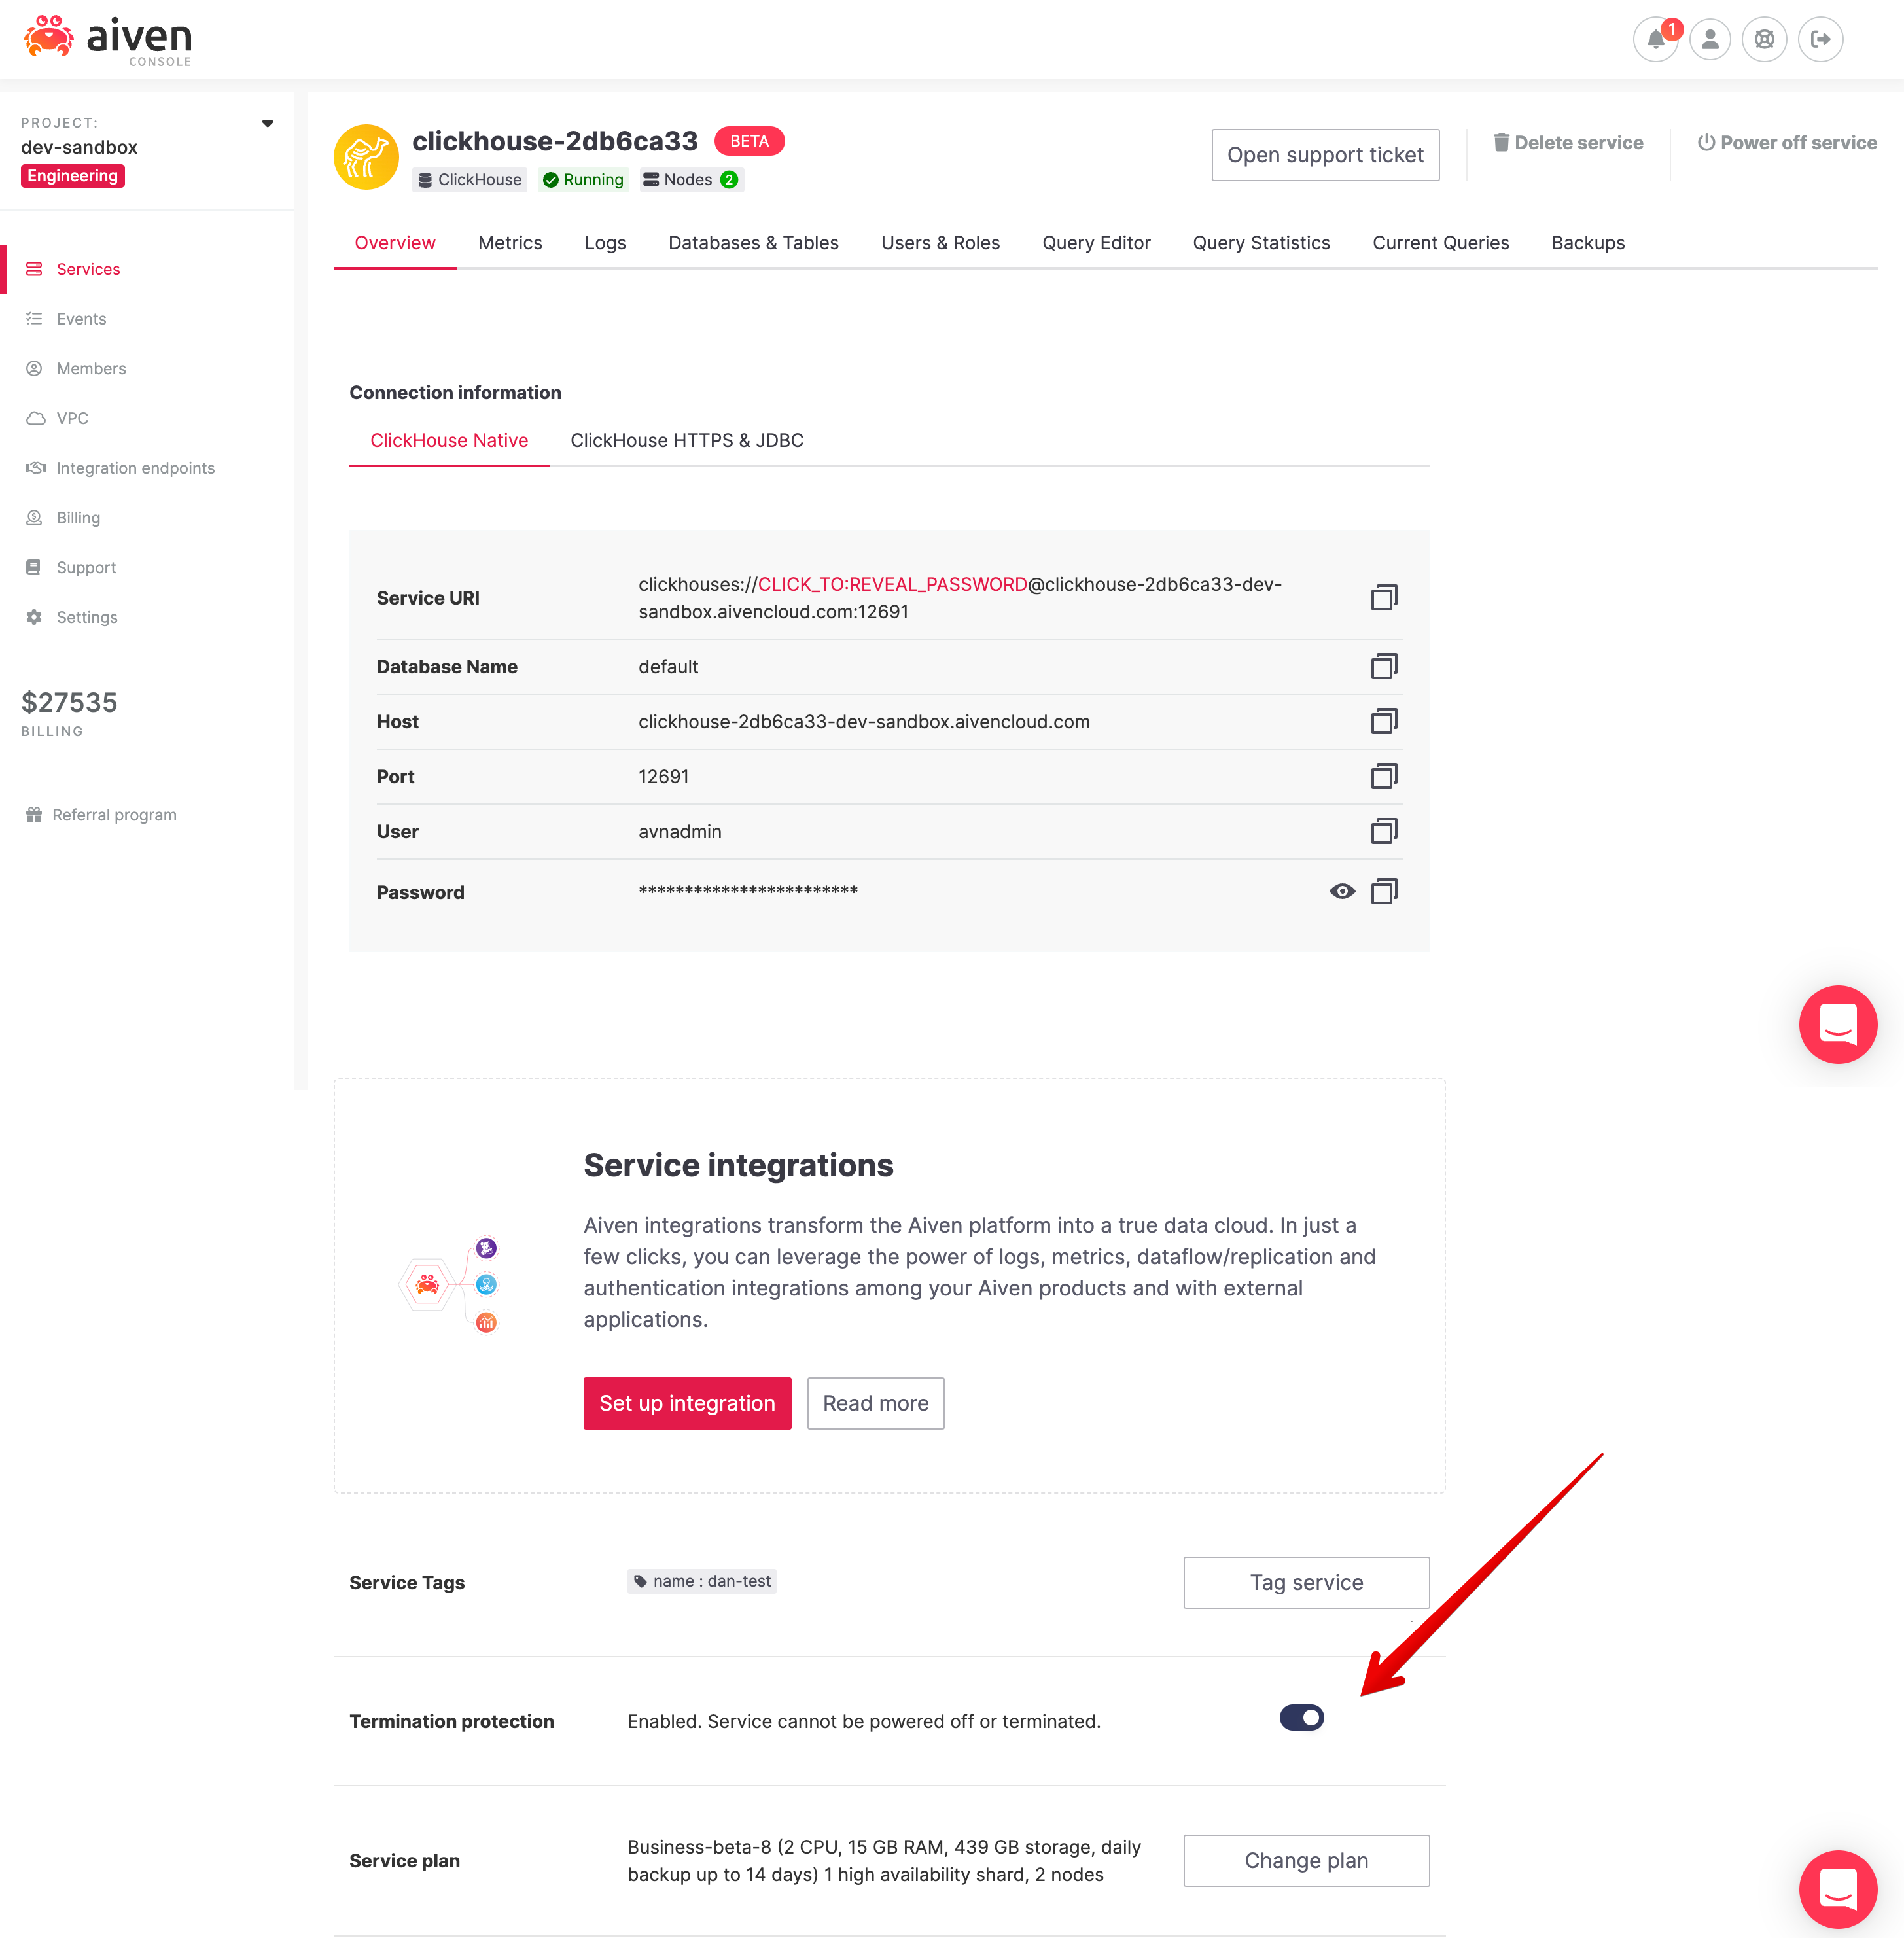 aiven
CONSOLE
1
PROJECT:
dev-sandbox
Engineering
Services
Events
Members
VPC
Integration endpoints
Billing
Support
Settings
$27535
BILLING
Referral program
clickhouse-2db6ca33 BETA
ClickHouse Running Nodes 2
Open support ticket Delete service Power off service
Overview Metrics Logs Databases & Tables Users & Roles Query Editor Query Statistics Current Queries Backups
Connection information
ClickHouse Native ClickHouse HTTPS & JDBC
Service URI clickhouses://CLICK_TO:REVEAL_PASSWORD@clickhouse-2db6ca33-dev-
sandbox.aivencloud.com:12691
Database Name default
Host clickhouse-2db6ca33-dev-sandbox.aivencloud.com
Port 12691
User avnadmin
Password ************************
Service integrations
Aiven integrations transform the Aiven platform into a true data cloud. In just a
few clicks, you can leverage the power of logs, metrics, dataflow/replication and
authentication integrations among your Aiven products and with external
applications.
Set up integration Read more
Service Tags name : dan-test Tag service
Termination protection Enabled. Service cannot be powered off or terminated.
Service plan Business-beta-8 (2 CPU, 15 GB RAM, 439 GB storage, daily
backup up to 14 days) 1 high availability shard, 2 nodes
Change plan